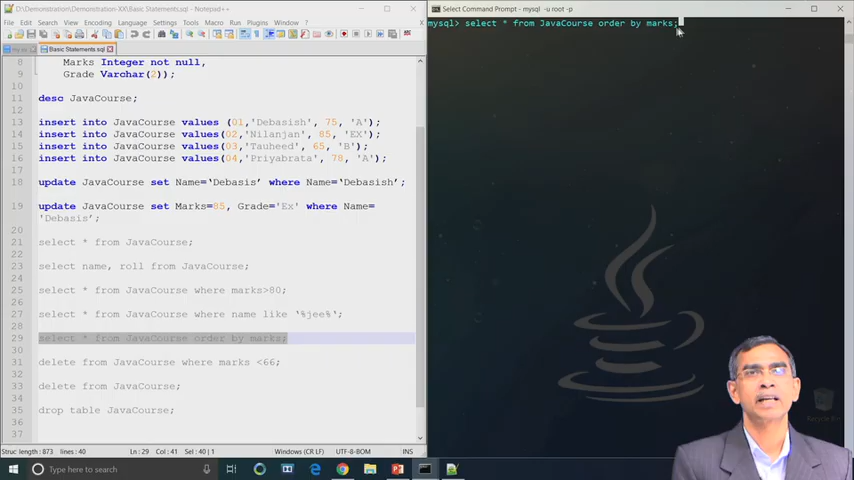 D:\Demonstration\Demonstration-XX\Basic Statements.sql - Notepad++
File Edit Search View Encoding Language Settings Tools Macro Run Plugins Window ?
Basic Statements.sql
8 Marks Integer not null,
9 Grade Varchar(2));
10
11 desc JavaCourse;
12
13 insert into JavaCourse values (01,'Debasish', 75, 'A');
14 insert into JavaCourse values (02,'Nilanjan', 85, 'EX');
15 insert into JavaCourse values (03,'Tauheed', 65, 'B');
16 insert into JavaCourse values (04,'Priyabrata', 78, 'A');
18 update JavaCourse set Name=‘Debasis’ where Name=‘Debasish’;
19 update JavaCourse set Marks=85, Grade='Ex' where Name=
'Debasis’;
20
21 select * from JavaCourse;
22
23 select name, roll from JavaCourse;
24
25 select * from JavaCourse where marks>80;
26
27 select * from JavaCourse where name like ‘%jee%’;
28
29 select * from JavaCourse order by marks;
30
31 delete from JavaCourse where marks <66;
32
33 delete from JavaCourse;
34
35 drop table JavaCourse;
36
37
length : 873 lines : 40 Ln : 29 Col : 41 Sel : 40 | 1 Windows (CR LF) UTF-8-BOM INS
Select Command Prompt - mysql -u root -p
mysql> select * from JavaCourse order by marks;
Recycle Bin
Type here to search